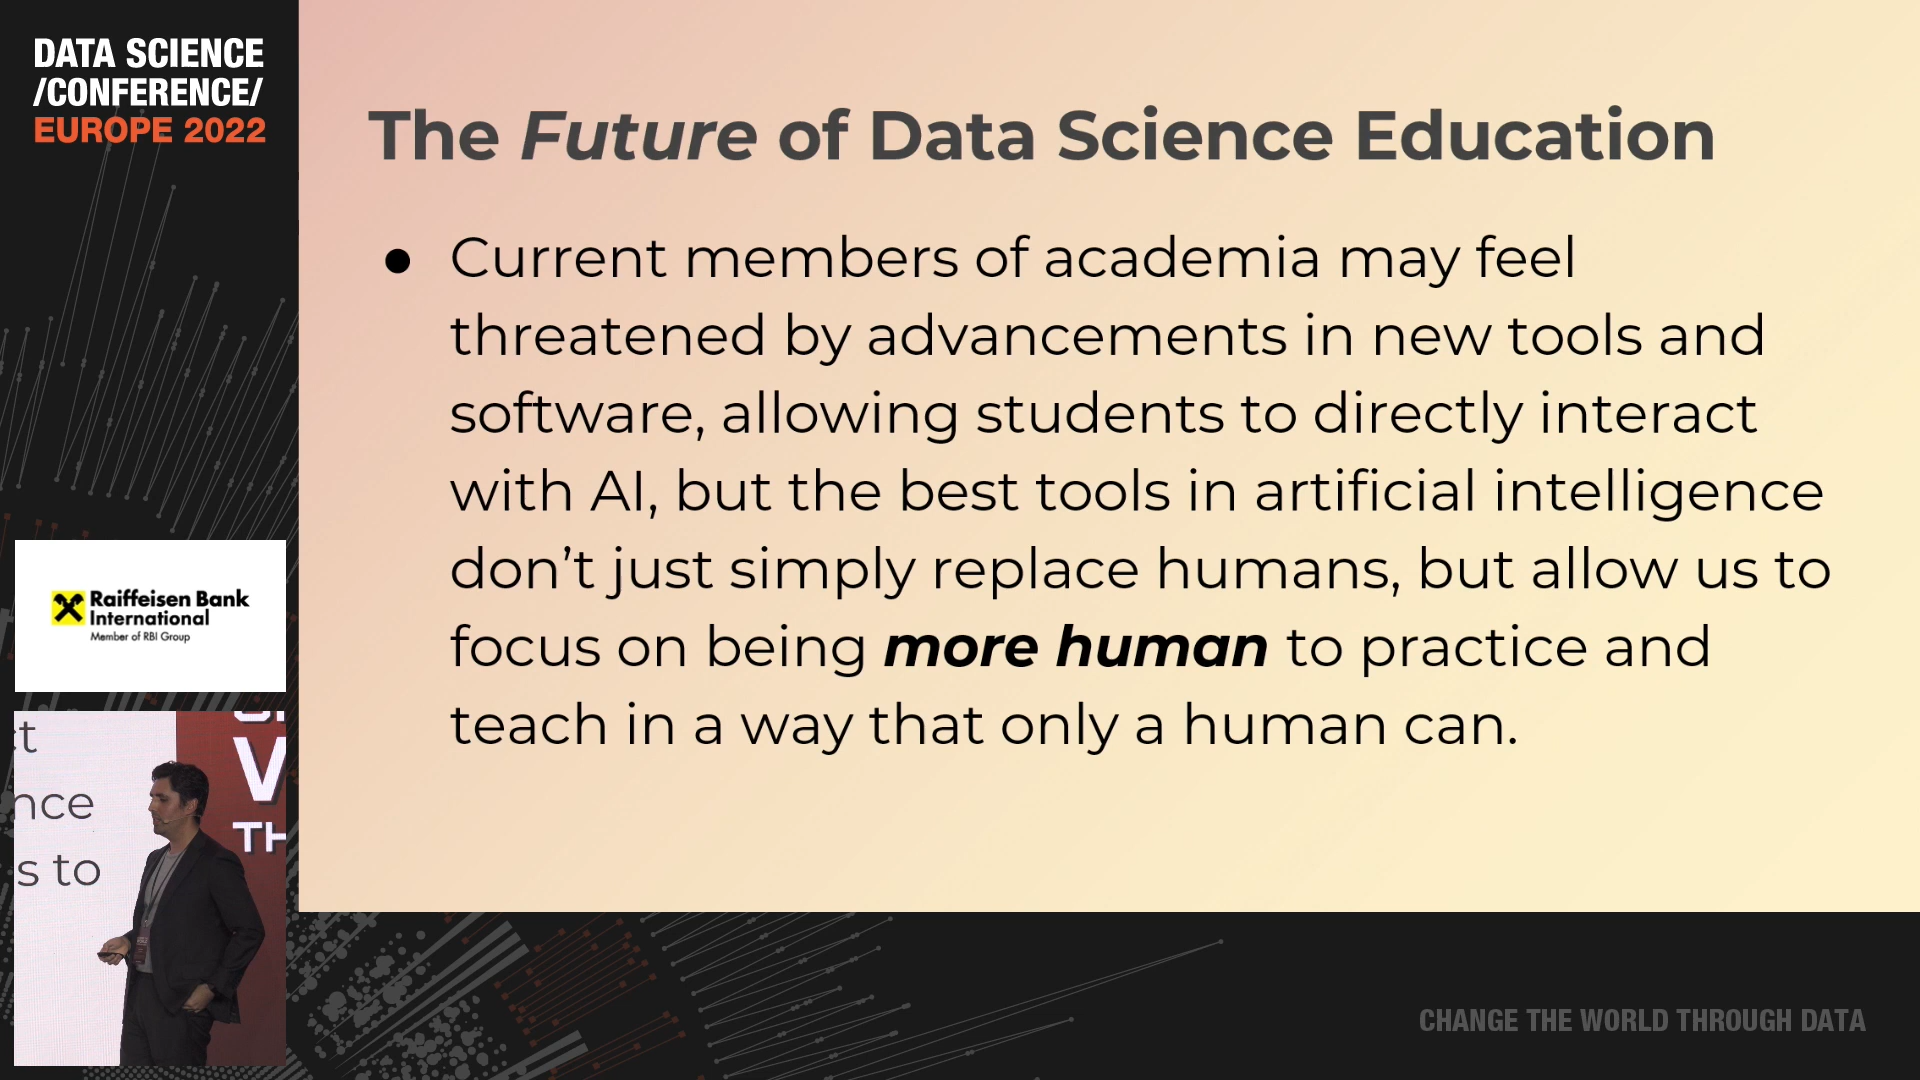 DATA SCIENCE
/CONFERENCE/
EUROPE 2022
The Future of Data Science Education
● Current members of academia may feel
threatened by advancements in new tools and
software, allowing students to directly interact
with AI, but the best tools in artificial intelligence
don’t just simply replace humans, but allow us to
focus on being more human to practice and
teach in a way that only a human can.
Raiffeisen Bank
International
Member of RBI Group
s to
CHANGE THE WORLD THROUGH DATA